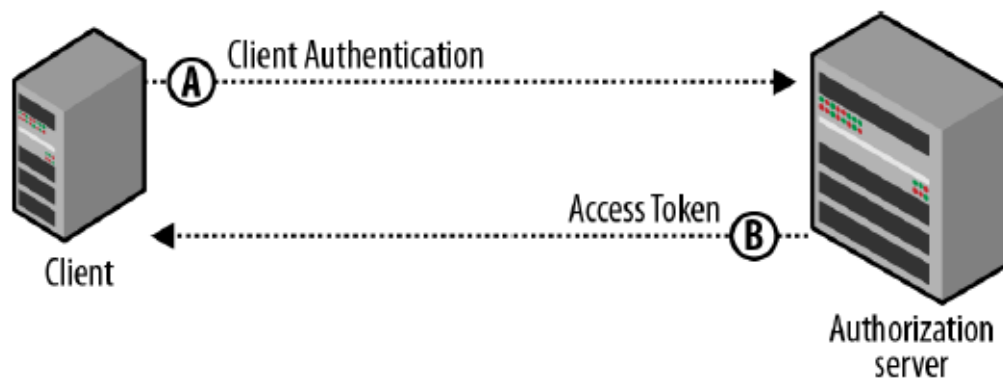 Client Authentication
A
Access Token
B
Client
Authorization
server